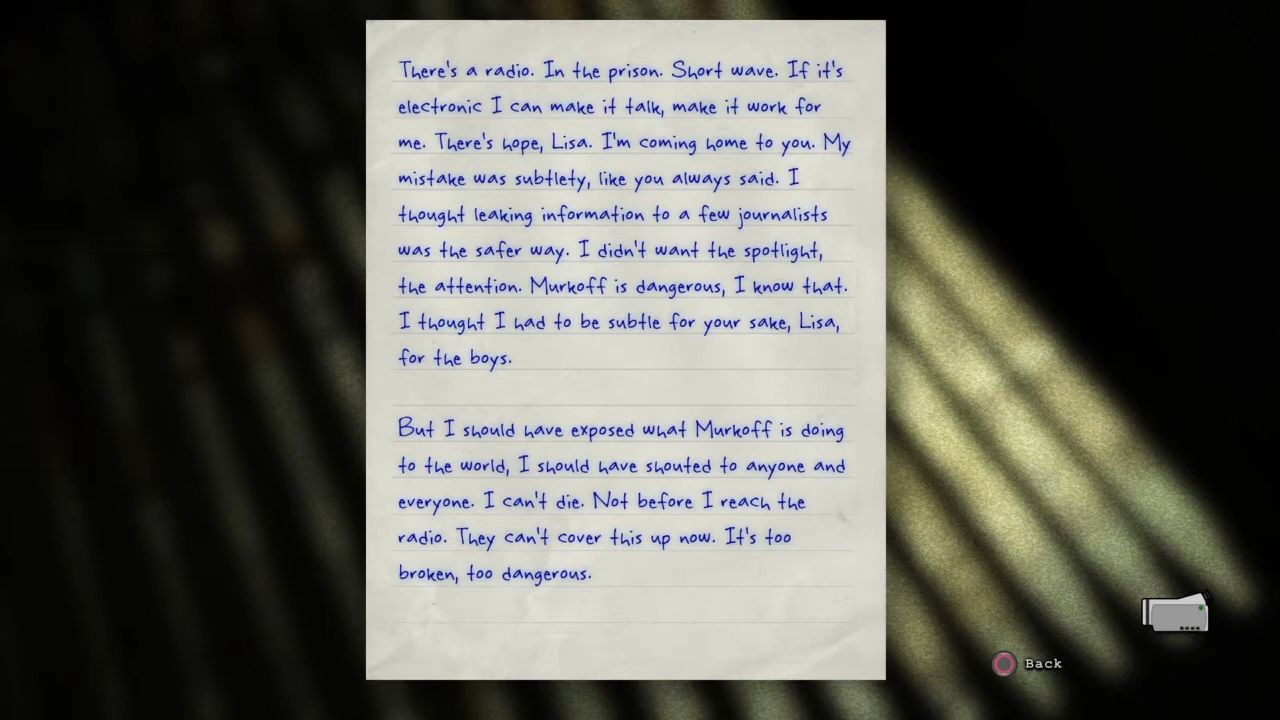 There's a radio. In the prison. Short wave. If it's
electronic I can make it talk, make it work for
me. There's hope, Lisa. I'm coming home to you. My
mistake was subtlety, like you always said. I
thought leaking information to a few journalists
was the safer way. I didn't want the spotlight,
the attention. Murkoff is dangerous, I know that.
I thought I had to be subtle for your sake, Lisa,
for the boys.
But I should have exposed what Murkoff is doing
to the world, I should have shouted to anyone and
everyone. I can't die. Not before I reach the
radio. They can't cover this up now. It's too
broken, too dangerous.
Back